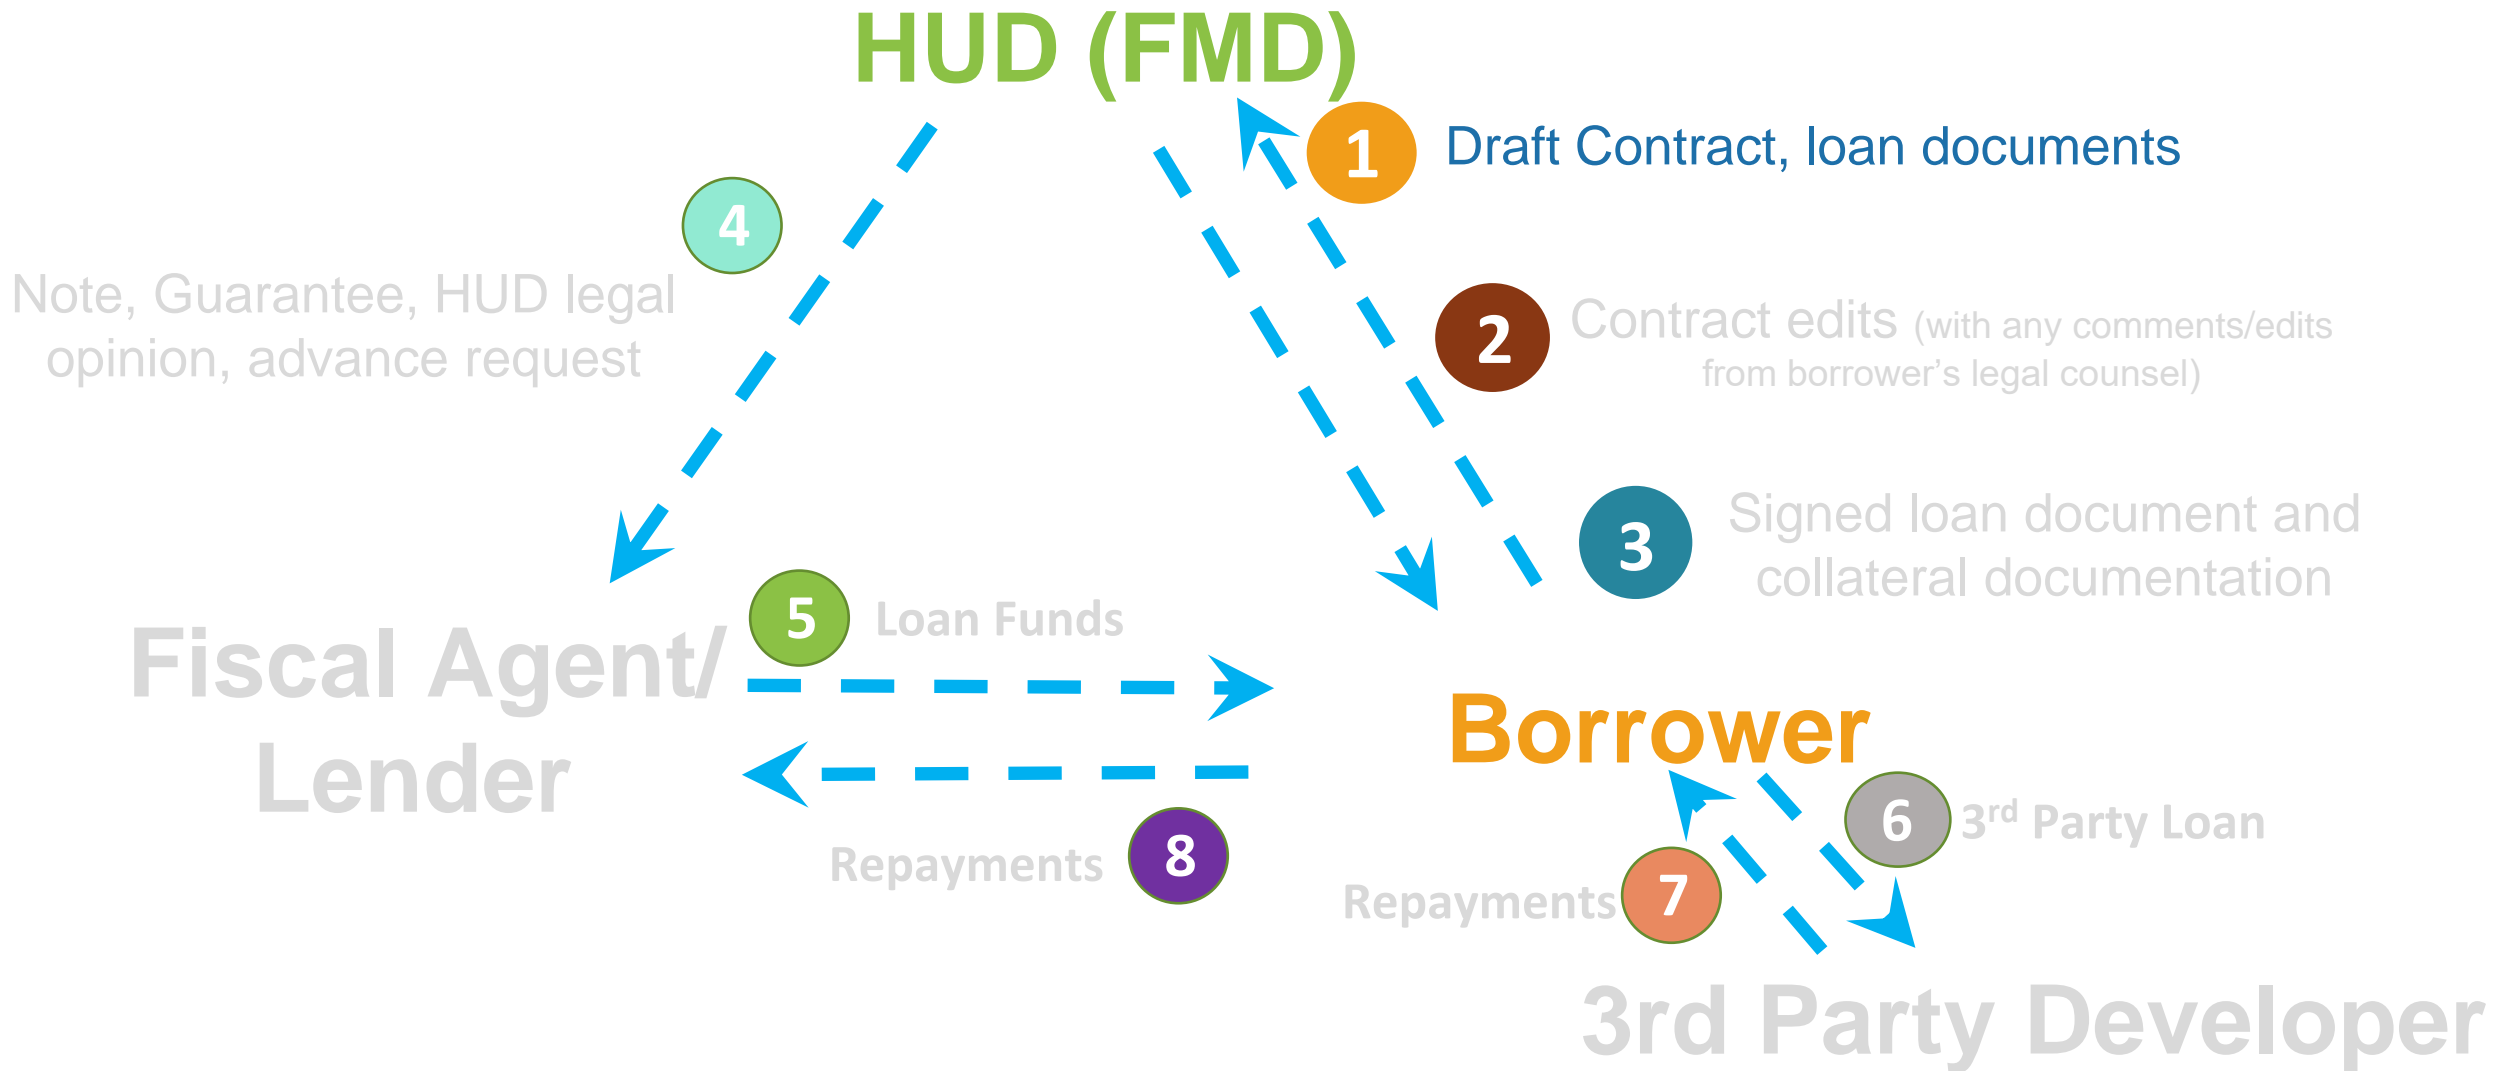 HUD (FMD)
1
Draft Contract, loan documents
4
Note, Guarantee, HUD legal
opinion, advance request
2
Contract edits (with any comments/edits
from borrower's legal counsel)
3
Signed loan document and
collateral documentation
5
Loan Funds
Fiscal Agent/
Lender
Borrower
8
Repayments
6
3rd Party Loan
7
Repayments
3rd Party Developer